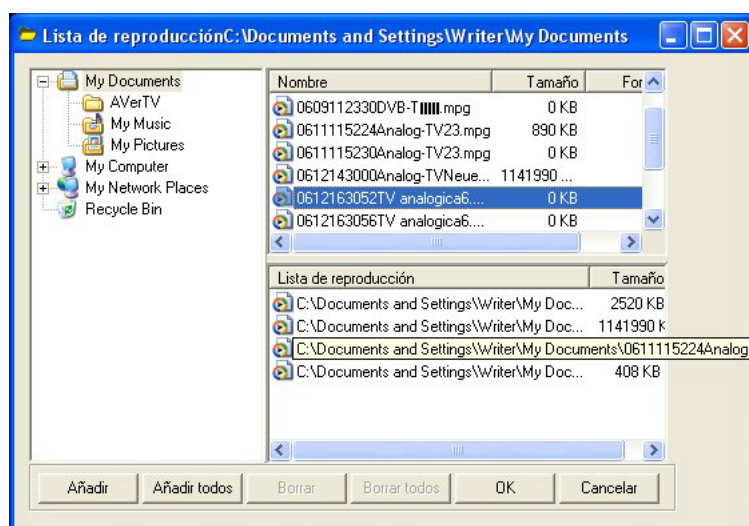 Lista de reproducciónC:\Documents and Settings\Writer\My Documents
My Documents
AVerTV
My Music
My Pictures
My Computer
My Network Places
Recycle Bin
Nombre Tamaño For
0609112330DVB-T▮▮▮▮▮.mpg 0 KB
0611115224Analog-TV23.mpg 890 KB
0611115230Analog-TV23.mpg 0 KB
0612143000Analog-TVNeue... 1141990 ...
0612163052TV analogica6.... 0 KB
0612163056TV analogica6.... 0 KB
Lista de reproducción Tamaño
C:\Documents and Settings\Writer\My Doc... 2520 KB
C:\Documents and Settings\Writer\My Doc... 1141990 K
C:\Documents and Settings\Writer\My Documents\0611115224Analog
C:\Documents and Settings\Writer\My Doc... 408 KB
Añadir Añadir todos Borrar Borrar todos OK Cancelar